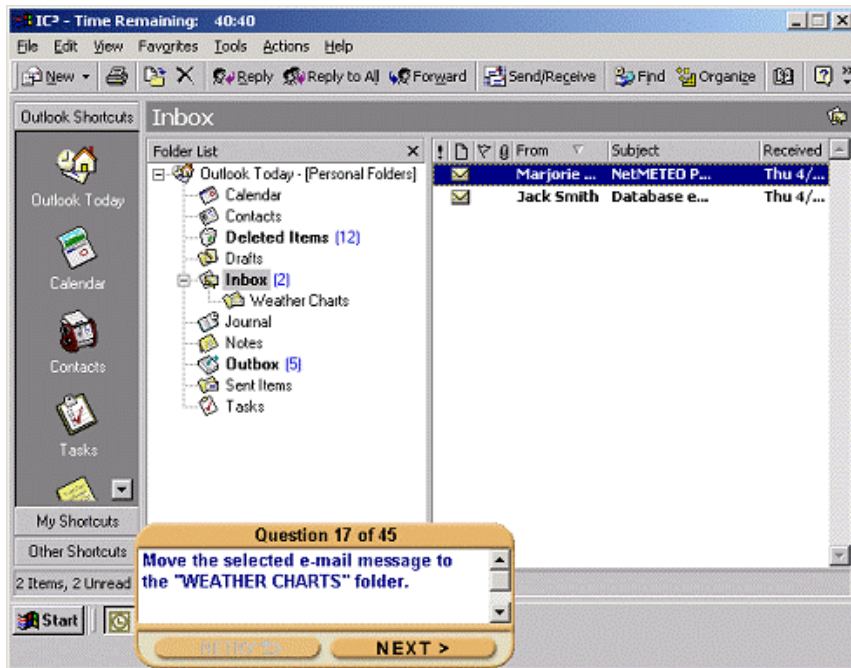 IC³ - Time Remaining: 40:40
File Edit View Favorites Tools Actions Help
New Reply Reply to All Forward Send/Receive Find Organize
Outlook Shortcuts
Inbox
Outlook Today
Calendar
Contacts
Tasks
My Shortcuts
Other Shortcuts
Folder List
Outlook Today - [Personal Folders]
Calendar
Contacts
Deleted Items (12)
Drafts
Inbox (2)
Weather Charts
Journal
Notes
Outbox (5)
Sent Items
Tasks
From Subject Received
Marjorie ... NetMETEO P... Thu 4/...
Jack Smith Database e... Thu 4/...
2 Items, 2 Unread
Question 17 of 45
Move the selected e-mail message to
the "WEATHER CHARTS" folder.
NEXT >
Start